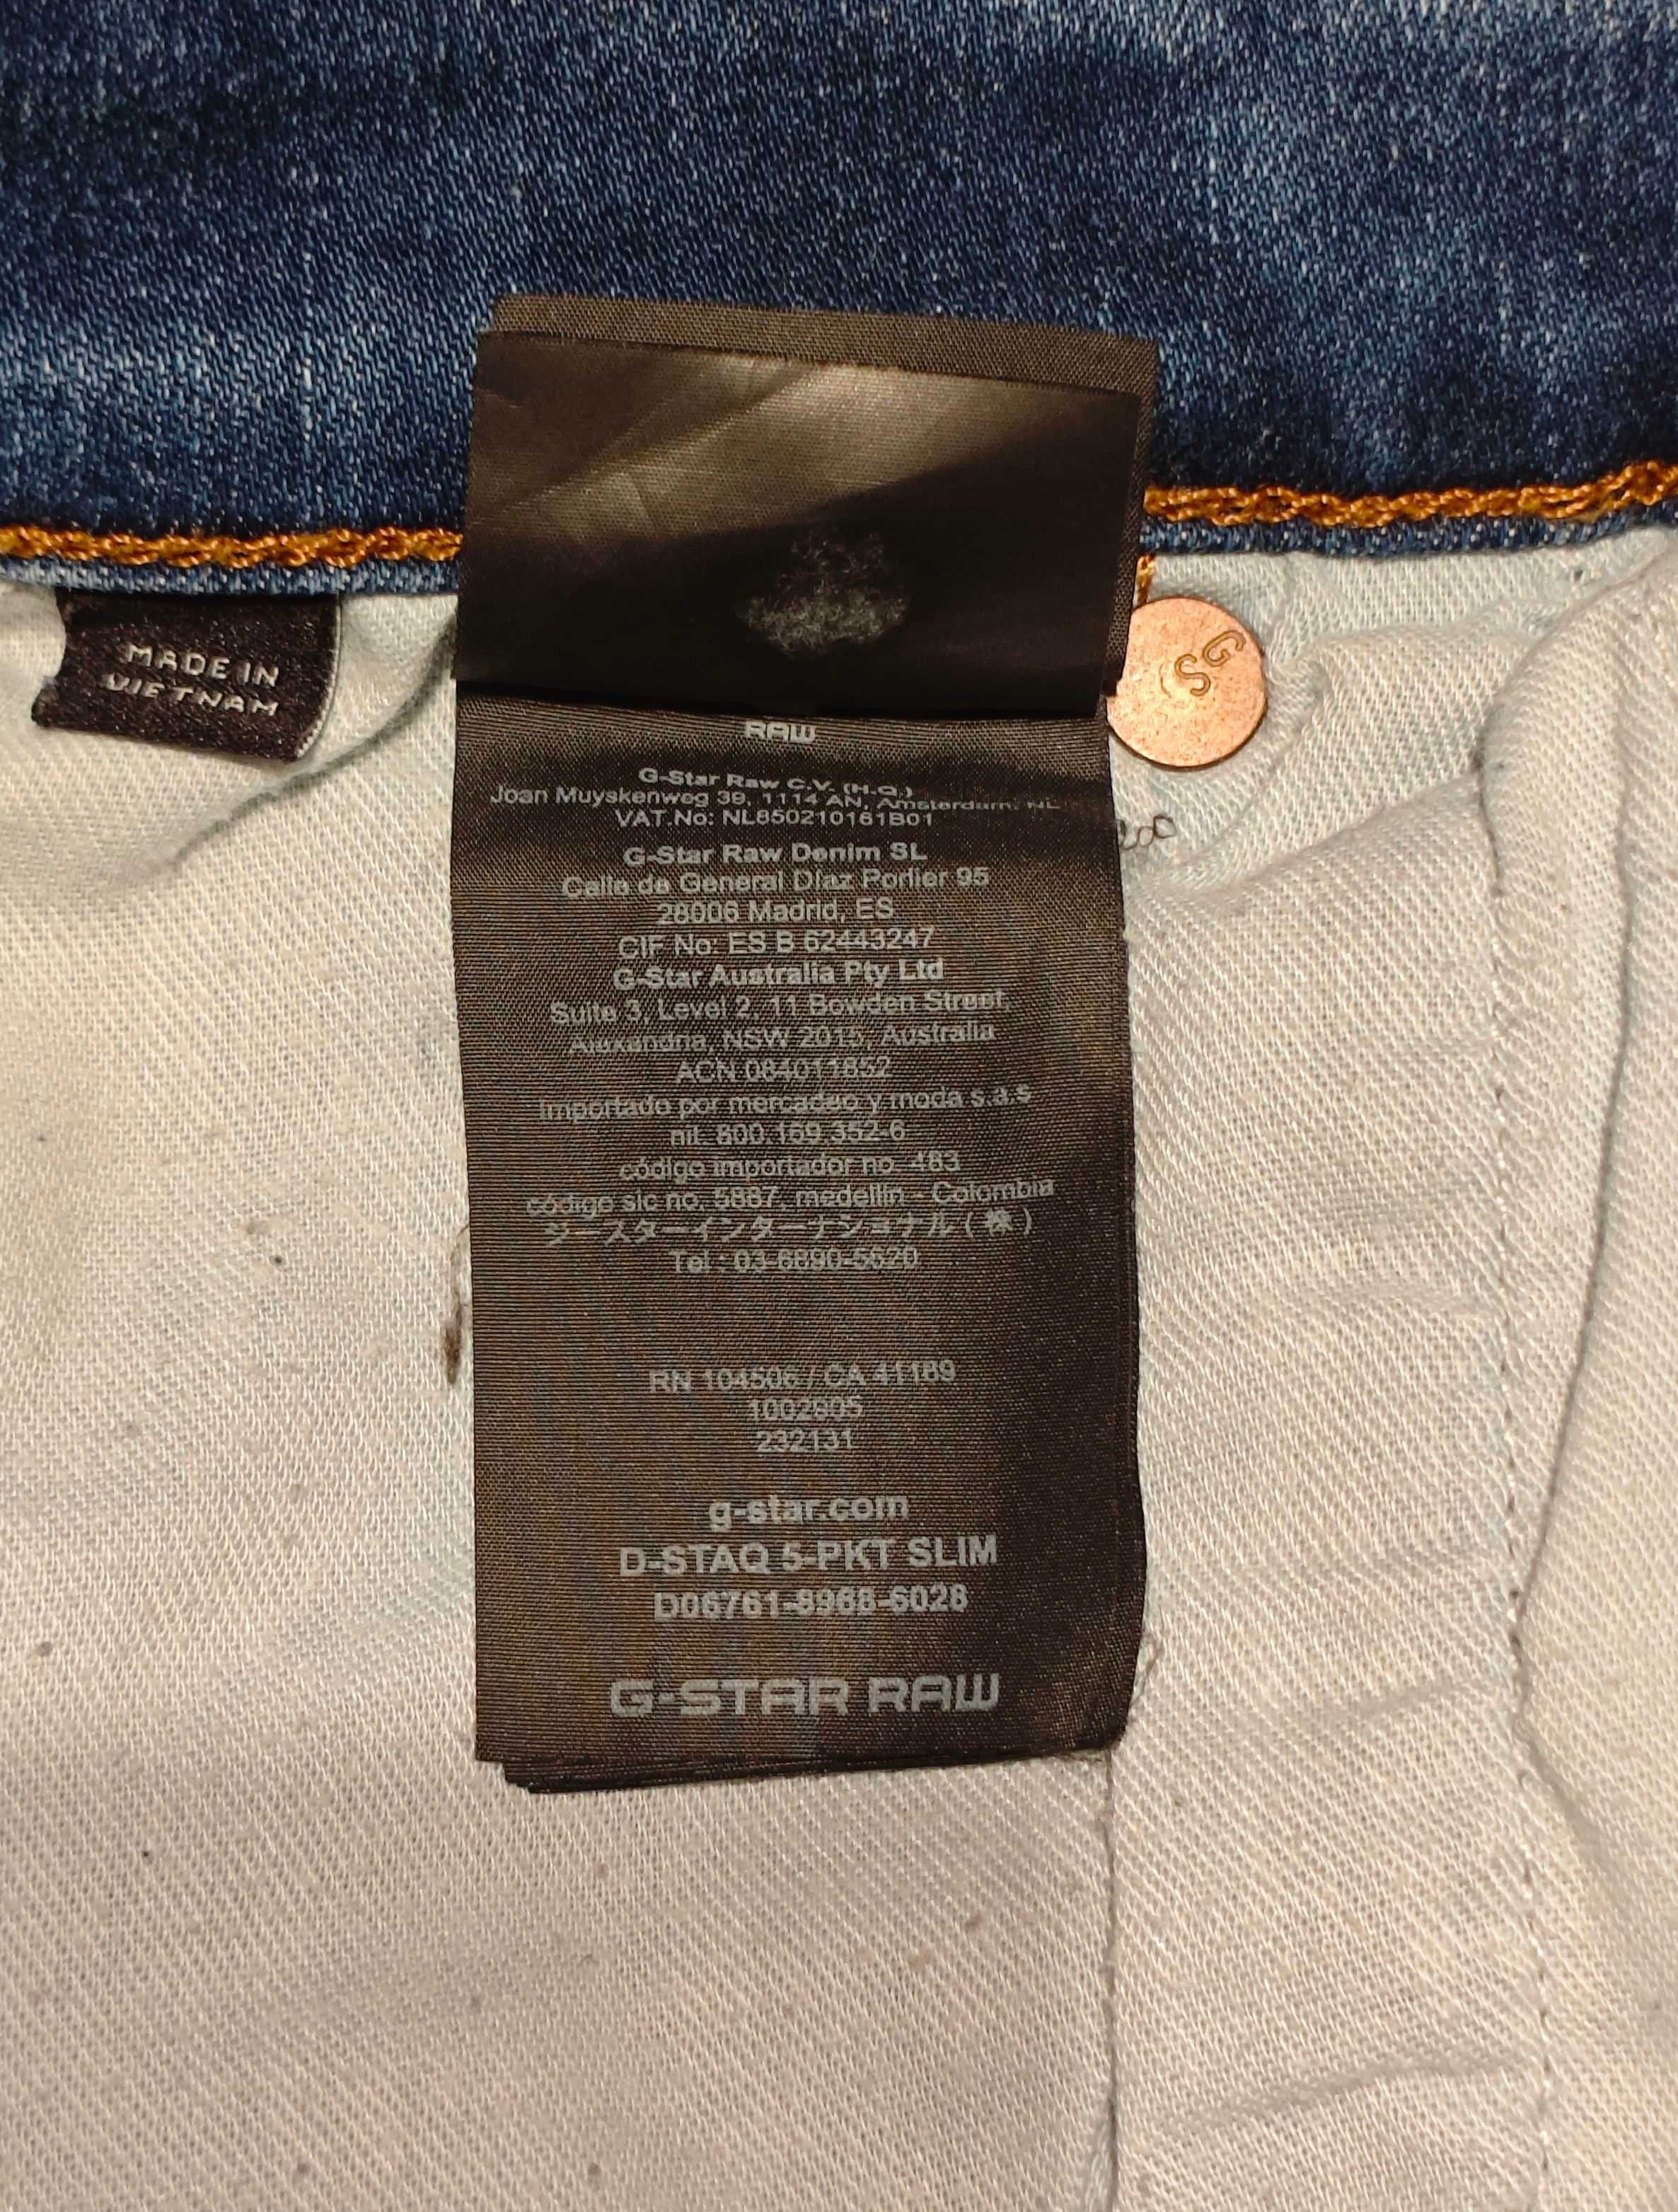 MADE IN
VIETNAM
GS
RAW
G-Star Raw C.V. (H.Q.)
Joan Muyskenweg 39, 1114 AN, Amsterdam, NL
VAT.No: NL850210161B01
G-Star Raw Denim SL
Calle de General Díaz Porlier 95
28006 Madrid, ES
CIF No: ES B 62443247
G-Star Australia Pty Ltd
Suite 3, Level 2, 11 Bowden Street,
Alexandria, NSW 2015, Australia
ACN 084011852
importado por mercadeo y moda s.a.s
nit. 800.169.352-6
código importador no. 483
código sic no. 5887, medellin - Colombia
ジースターインターナショナル(株)
Tel : 03-6890-5620
RN 104506 / CA 41189
1002905
232131
g-star.com
D-STAQ 5-PKT SLIM
D06761-8968-6028
G-STAR RAW